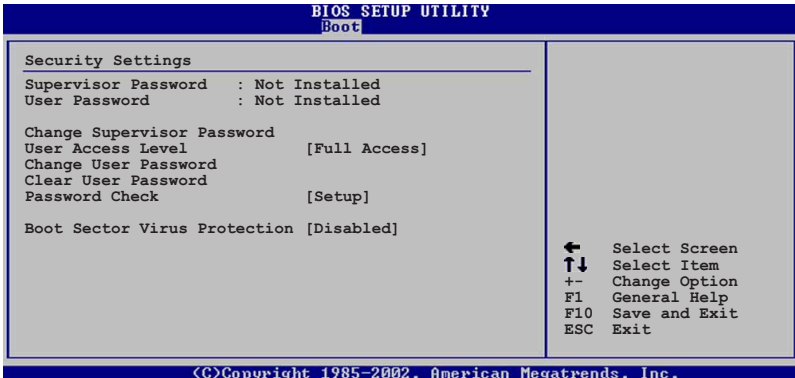 BIOS SETUP UTILITY
Boot
Security Settings
Supervisor Password : Not Installed
User Password : Not Installed
Change Supervisor Password
User Access Level [Full Access]
Change User Password
Clear User Password
Password Check [Setup]
Boot Sector Virus Protection [Disabled]
← Select Screen
↑↓ Select Item
+- Change Option
F1 General Help
F10 Save and Exit
ESC Exit
(C)Copyright 1985-2002, American Megatrends, Inc.